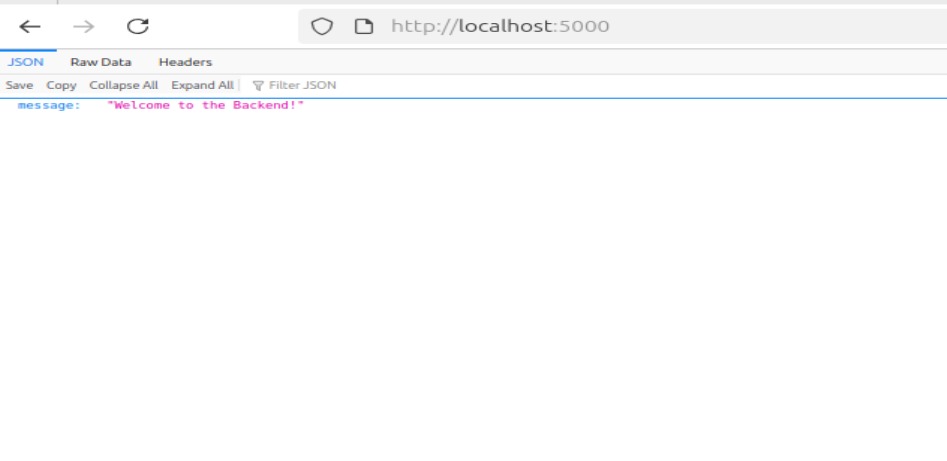 http://localhost:5000
JSON Raw Data Headers
Save Copy Collapse All Expand All Filter JSON
message: "Welcome to the Backend!"